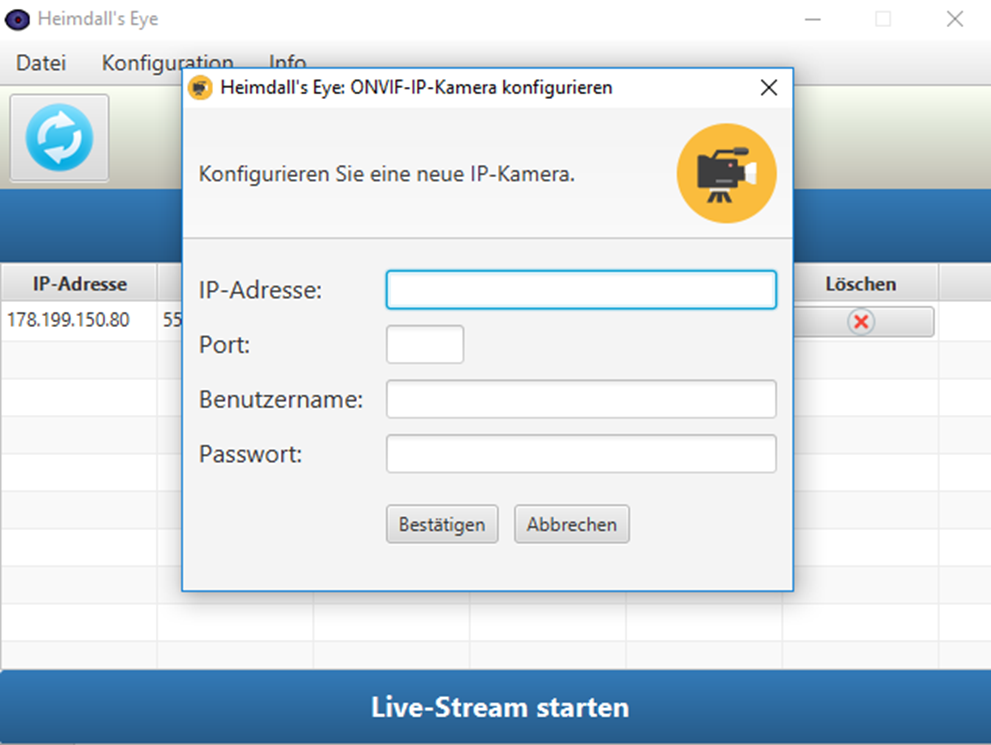 Heimdall's Eye
Datei Konfiguration Info
Heimdall's Eye: ONVIF-IP-Kamera konfigurieren
Konfigurieren Sie eine neue IP-Kamera.
IP-Adresse Löschen
178.199.150.80 55
IP-Adresse:
Port:
Benutzername:
Passwort:
Bestätigen Abbrechen
Live-Stream starten